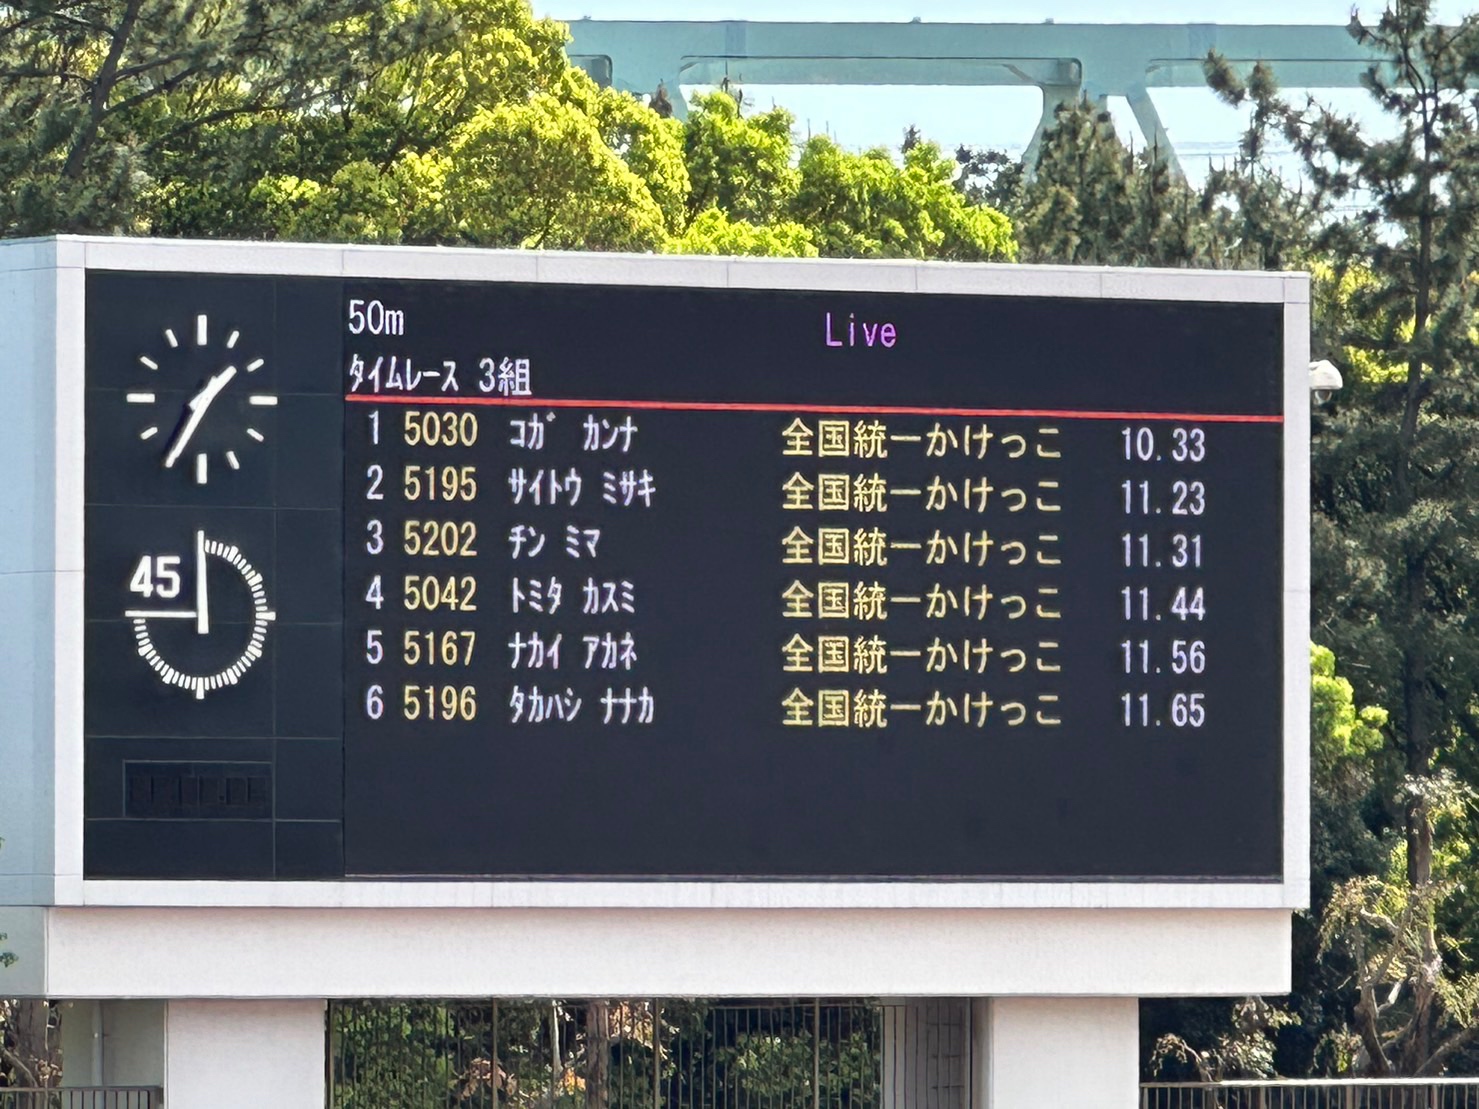 50m
Live
ﾀｲﾑﾚｰｽ 3組
1 5030 ｺｶﾞ ｶﾝﾅ 全国統一かけっこ 10.33
2 5195 ｻｲﾄｳ ﾐｻｷ 全国統一かけっこ 11.23
3 5202 ﾁﾝ ﾐﾏ 全国統一かけっこ 11.31
4 5042 ﾄﾐﾀ ｶｽﾐ 全国統一かけっこ 11.44
5 5167 ﾅｶｲ ｱｶﾈ 全国統一かけっこ 11.56
6 5196 ﾀｶﾊｼ ﾅﾅｶ 全国統一かけっこ 11.65
45